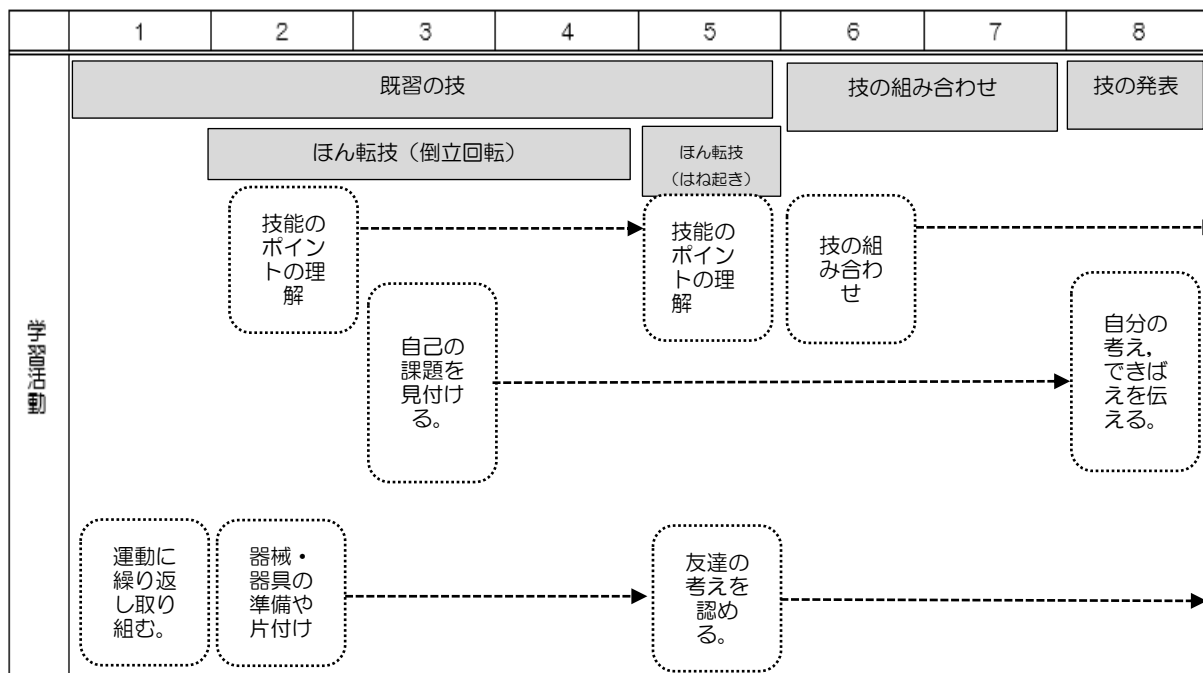 1 2 3 4 5 6 7 8
学習活動
既習の技
技の組み合わせ
技の発表
ほん転技（倒立回転）
ほん転技
（はね起き）
技能の
ポイン
トの理
解
技能の
ポイン
トの理
解
技の組
み合わ
せ
自己の
課題を
見付け
る。
自分の
考え，
できば
えを伝
える。
運動に
繰り返
し取り
組む。
器械・
器具の
準備や
片付け
友達の
考えを
認め
る。